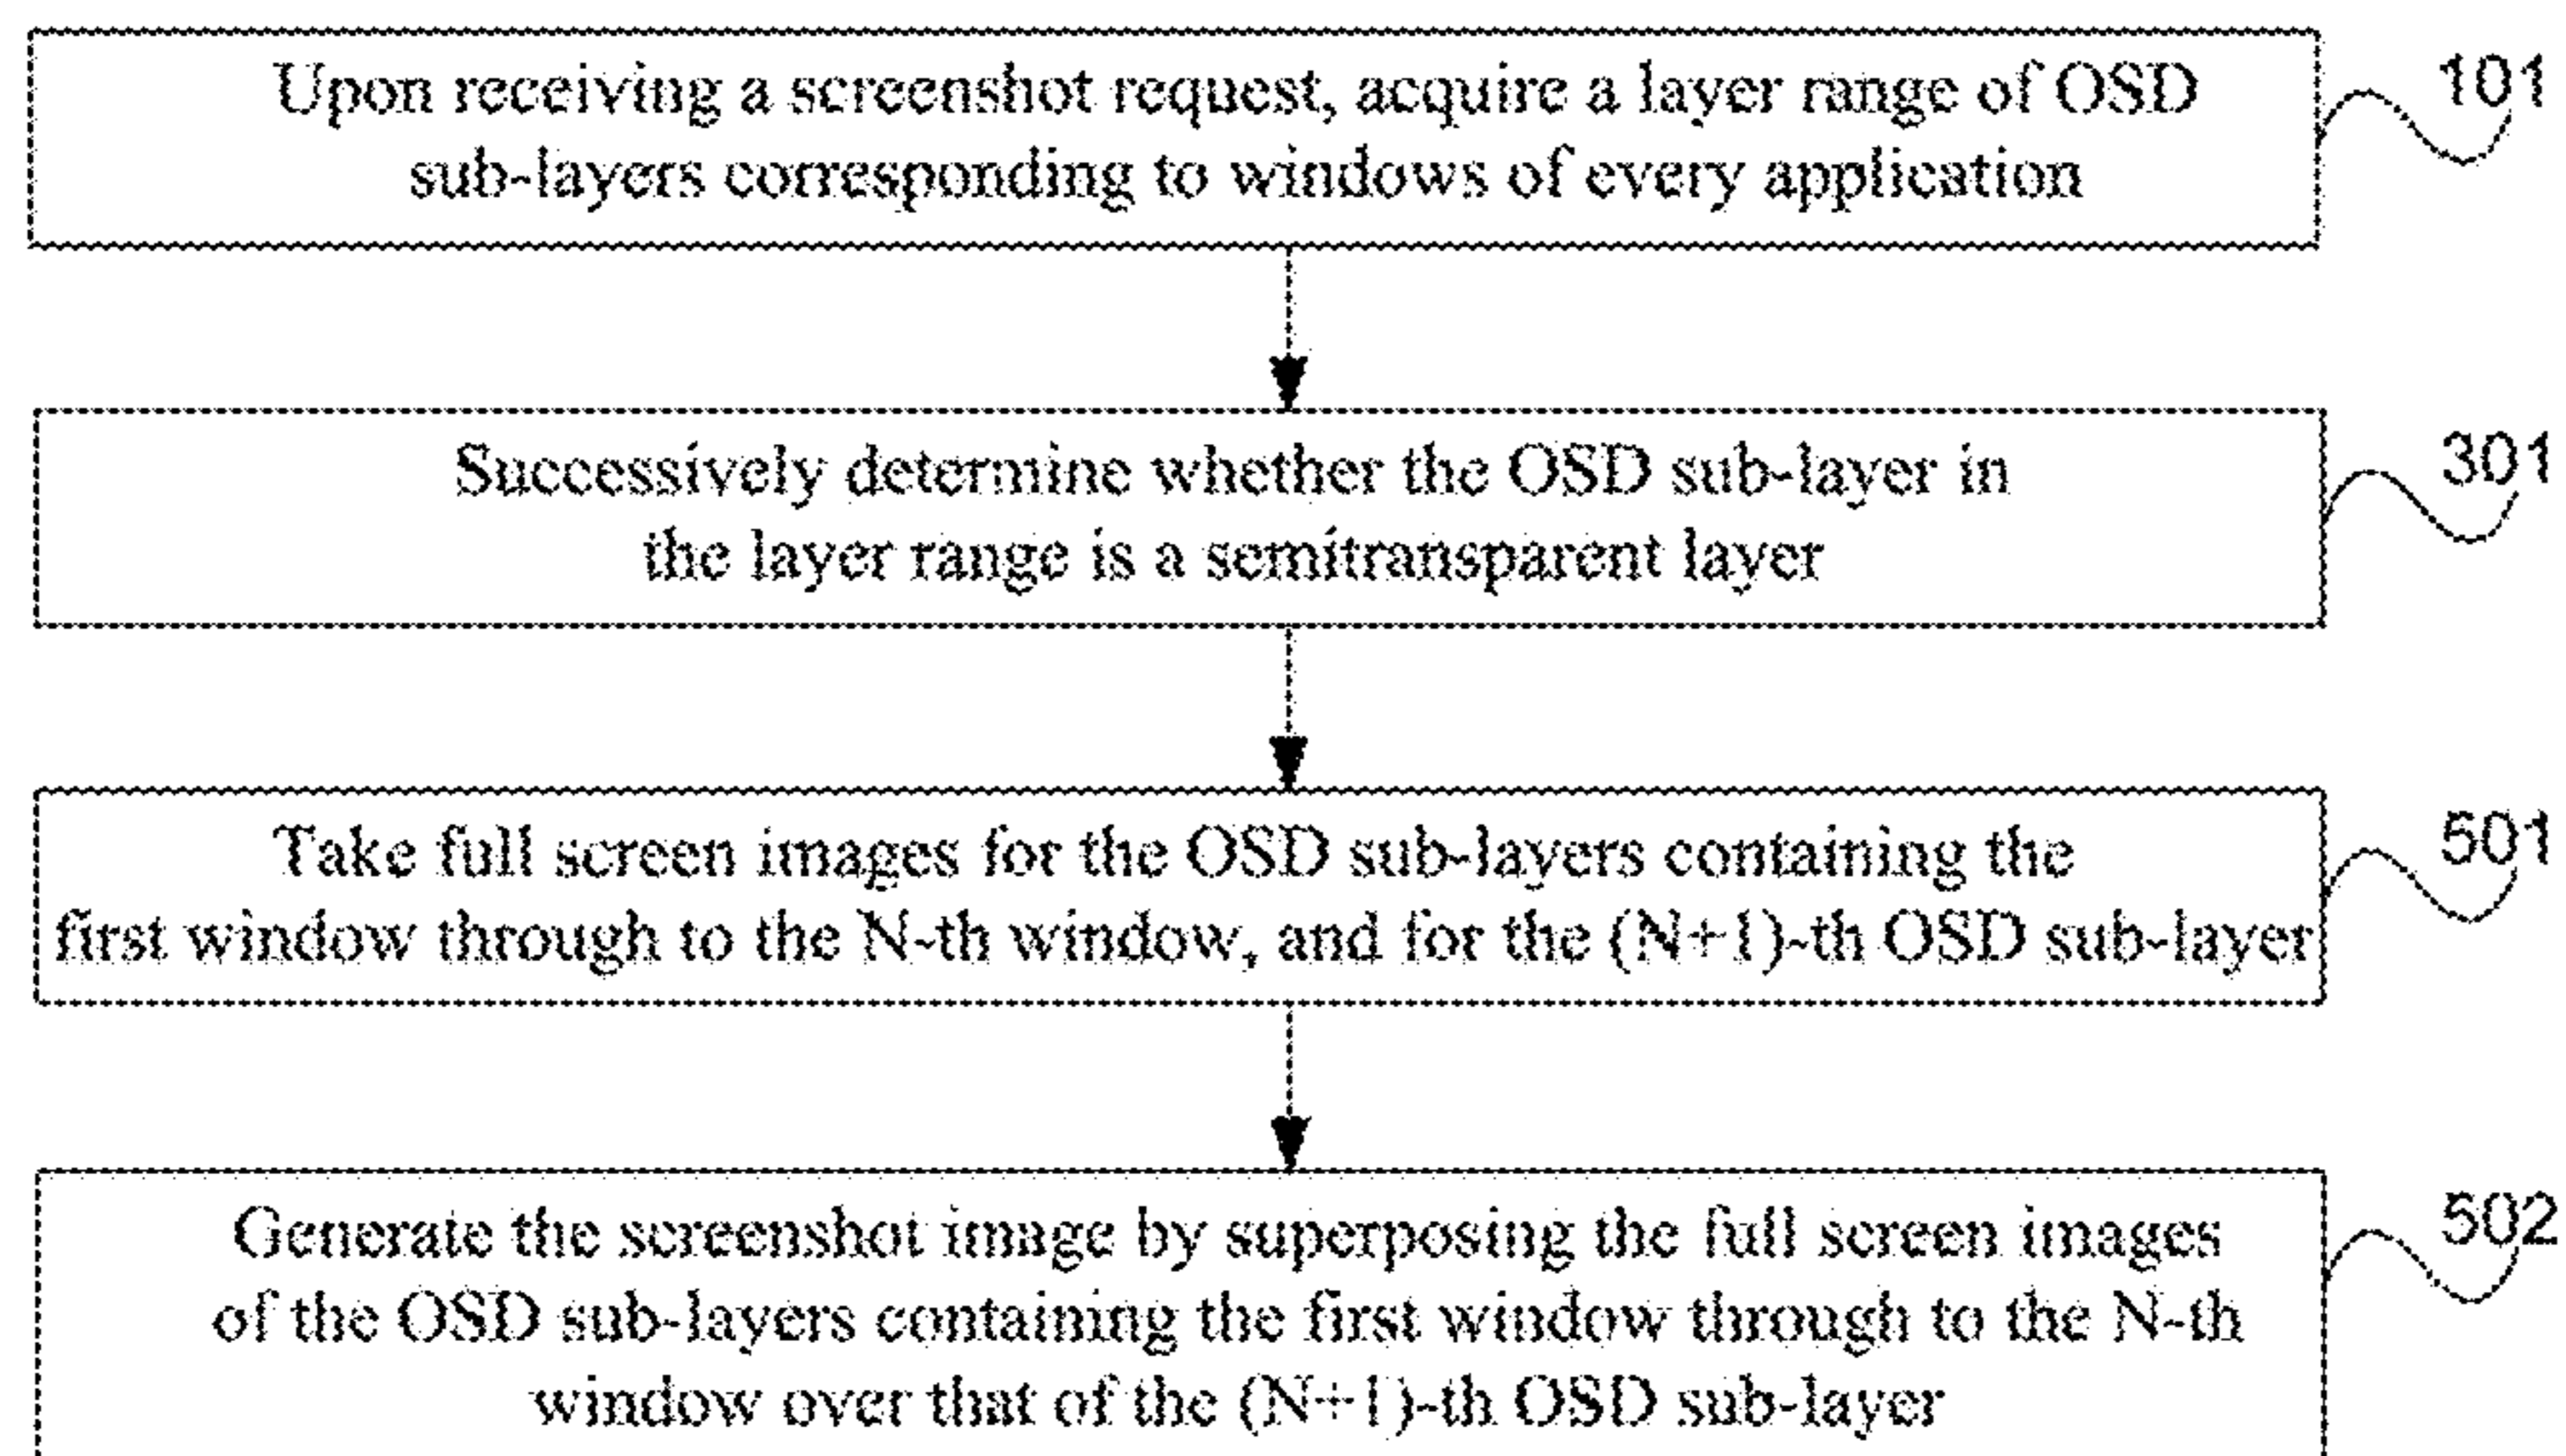 Upon receiving a screenshot request, acquire a layer range of OSD
sub-layers corresponding to windows of every application
101
Successively determine whether the OSD sub-layer in
the layer range is a semitransparent layer
301
Take full screen images for the OSD sub-layers containing the
first window through to the N-th window, and for the (N+1)-th OSD sub-layer
501
Generate the screenshot image by superposing the full screen images
of the OSD sub-layers containing the first window through to the N-th
window over that of the (N+1)-th OSD sub-layer
502